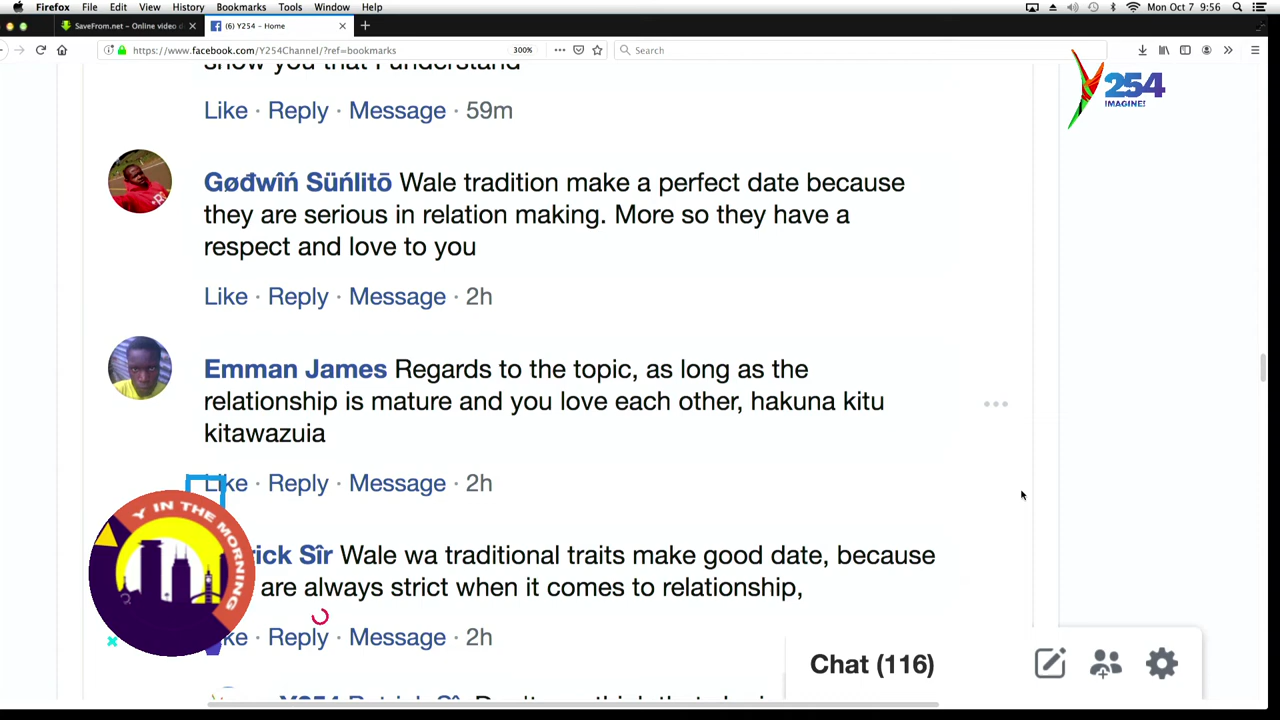 Firefox File Edit View History Bookmarks Tools Window Help Mon Oct 7 9:56
SaveFrom.net – Online video d
(6) Y254 – Home
https://www.facebook.com/Y254Channel/?ref=bookmarks 300% Search
254
IMAGINE!
show you that I understand
Like · Reply · Message · 59m
Gøđwîń Süńlitō Wale tradition make a perfect date because
they are serious in relation making. More so they have a
respect and love to you
Like · Reply · Message · 2h
Emman James Regards to the topic, as long as the
relationship is mature and you love each other, hakuna kitu
kitawazuia
Like · Reply · Message · 2h
Y IN THE MORNING
rick Sîr Wale wa traditional traits make good date, because
are always strict when it comes to relationship,
ke · Reply · Message · 2h
Chat (116)
Y254 Patrick Sîr